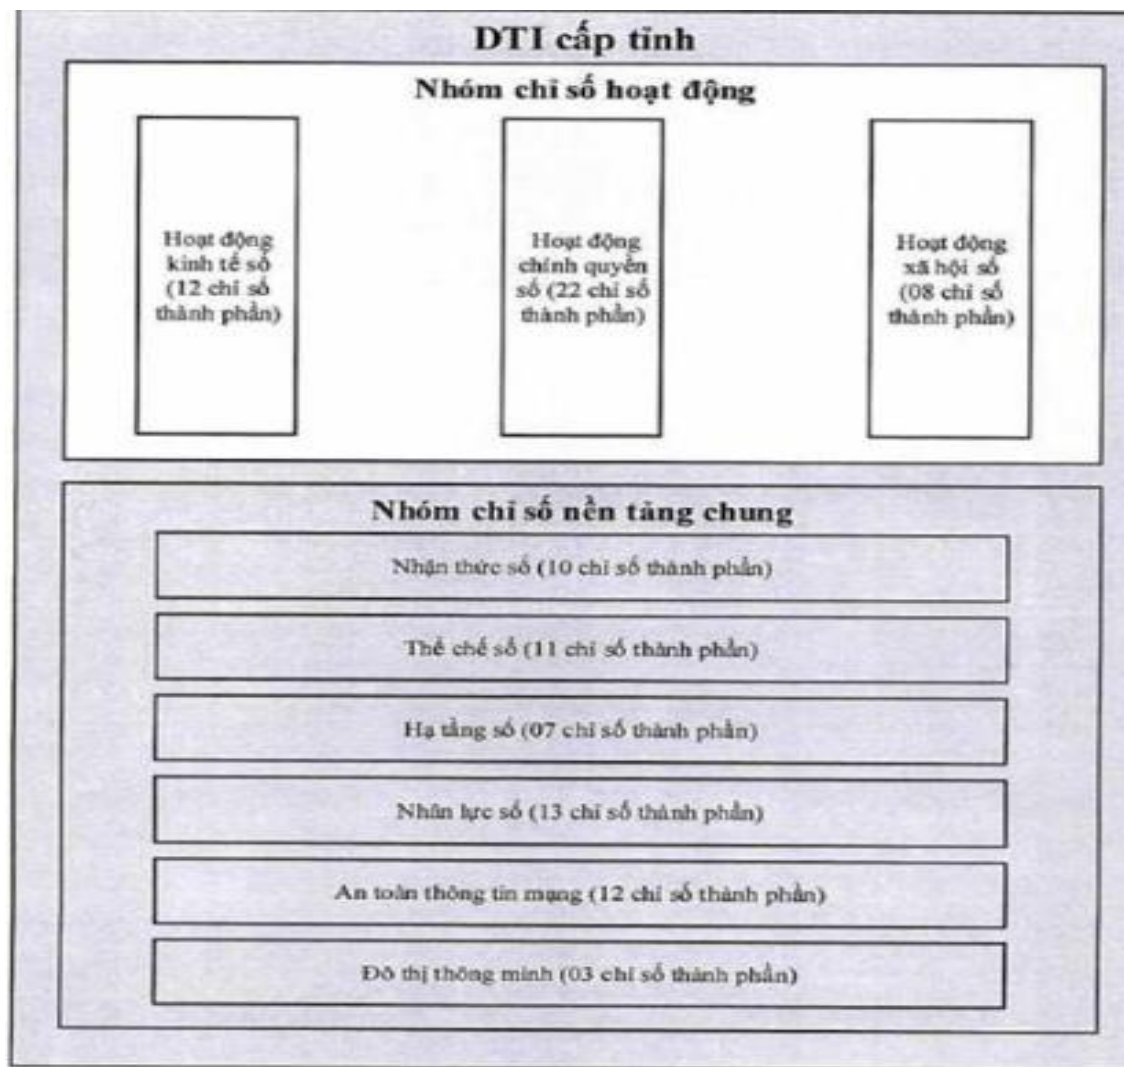 DTI cấp tỉnh
Nhóm chỉ số hoạt động
Hoạt động
kinh tế số
(12 chỉ số
thành phần)
Hoạt động
chính quyền
số (22 chỉ số
thành phần)
Hoạt động
xã hội số
(08 chỉ số
thành phần)
Nhóm chỉ số nền tảng chung
Nhận thức số (10 chỉ số thành phần)
Thể chế số (11 chỉ số thành phần)
Hạ tầng số (07 chỉ số thành phần)
Nhân lực số (13 chỉ số thành phần)
An toàn thông tin mạng (12 chỉ số thành phần)
Đô thị thông minh (03 chỉ số thành phần)